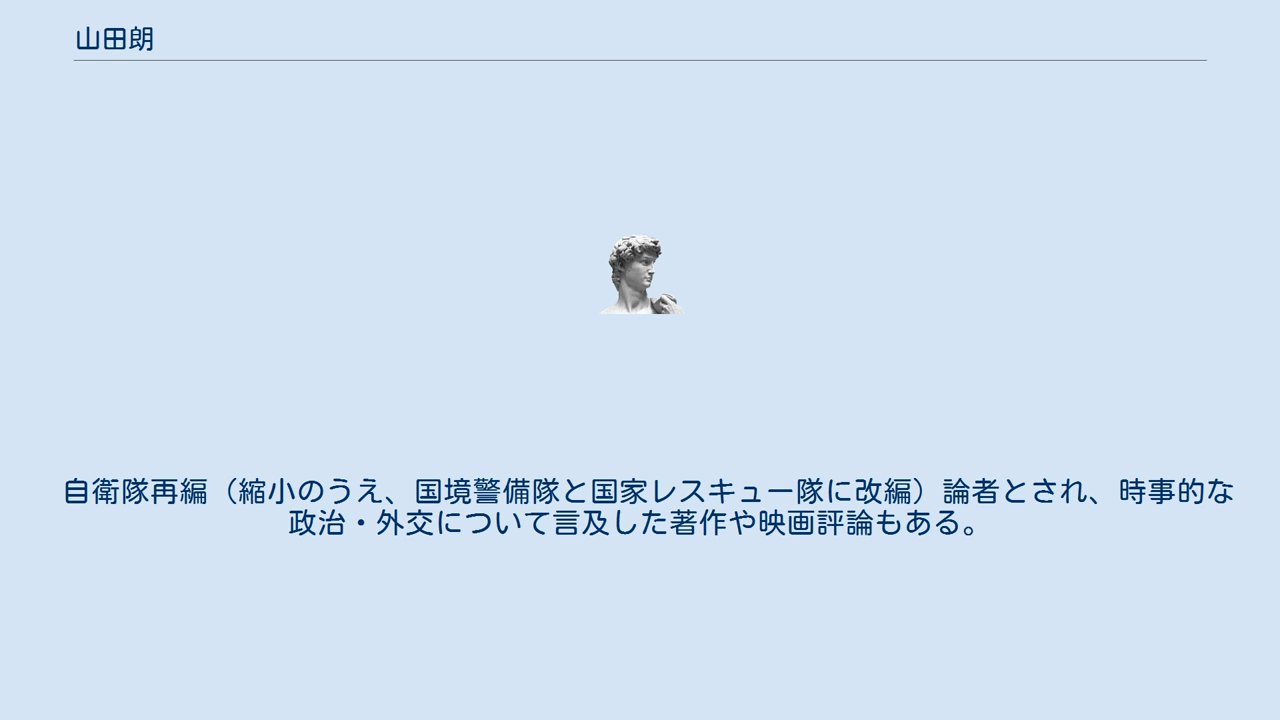 山田朗
自衛隊再編（縮小のうえ、国境警備隊と国家レスキュー隊に改編）論者とされ、時事的な
政治・外交について言及した著作や映画評論もある。